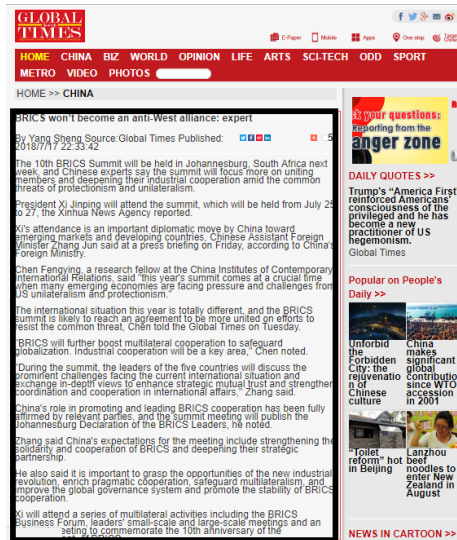 GLOBAL
TIMES
E-Paper Mobile Apps One stop
HOME CHINA BIZ WORLD OPINION LIFE ARTS SCI-TECH ODD SPORT
METRO VIDEO PHOTOS
HOME >> CHINA
BRICS won't become an anti-West alliance: expert
By Yang Sheng Source:Global Times Published:
2018/7/17 22:33:42
5
The 10th BRICS Summit will be held in Johannesburg, South Africa next
week, and Chinese experts say the summit will focus more on uniting
members and deepening their industrial cooperation amid the common
threats of protectionism and unilateralism.
President Xi Jinping will attend the summit, which will be held from July 25
to 27, the Xinhua News Agency reported.
Xi's attendance is an important diplomatic move by China toward
emerging markets and developing countries, Chinese Assistant Foreign
Minister Zhang Jun said at a press briefing on Friday, according to China's
Foreign Ministry.
Chen Fengying, a research fellow at the China Institutes of Contemporary
International Relations, said "this year's summit comes at a crucial time
when many emerging economies are facing pressure and challenges from
US unilateralism and protectionism."
The international situation this year is totally different, and the BRICS
summit is likely to reach an agreement to be more united on efforts to
resist the common threat, Chen told the Global Times on Tuesday.
"BRICS will further boost multilateral cooperation to safeguard
globalization. Industrial cooperation will be a key area," Chen noted.
"During the summit, the leaders of the five countries will discuss the
prominent challenges facing the current international situation and
exchange in-depth views to enhance strategic mutual trust and strengthen
coordination and cooperation in international affairs," Zhang said.
China's role in promoting and leading BRICS cooperation has been fully
affirmed by relevant parties, and the summit meeting will publish the
Johannesburg Declaration of the BRICS Leaders, he noted.
Zhang said China's expectations for the meeting include strengthening the
solidarity and cooperation of BRICS and deepening their strategic
partnership.
He also said it is important to grasp the opportunities of the new industrial
revolution, enrich pragmatic cooperation, safeguard multilateralism, and
improve the global governance system and promote the stability of BRICS
cooperation.
Xi will attend a series of multilateral activities including the BRICS
Business Forum, leaders' small-scale and large-scale meetings and an
eeting to commemorate the 10th anniversary of the
k your questions:
Reporting from the
anger zone
DAILY QUOTES >>
Trump's "America First
reinforced Americans'
consciousness of the
privileged and he has
become a new
practitioner of US
hegemonism.
Global Times
Popular on People's
Daily >>
Unforbid
the
Forbidden
City: the
rejuvenatio
n of
Chinese
culture
China
makes
significant
global
contributio
since WTO
accession
in 2001
"Toilet
reform" hot
in Beijing
Lanzhou
beef
noodles to
enter New
Zealand in
August
NEWS IN CARTOON >>